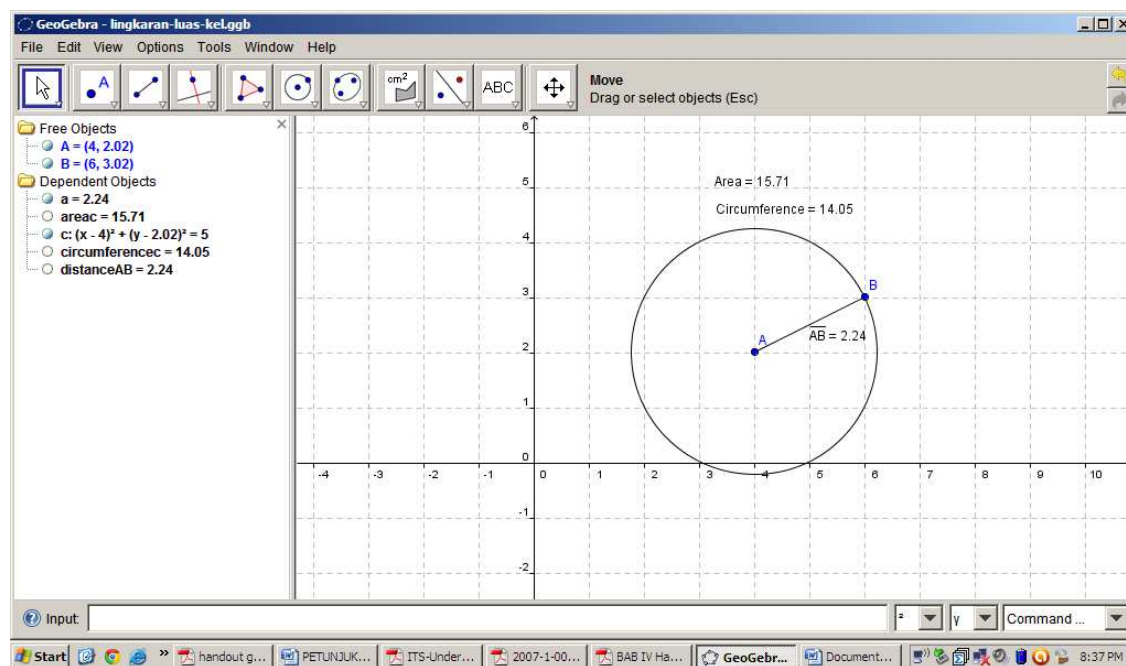 GeoGebra - lingkaran-luas-kel.ggb
File Edit View Options Tools Window Help
A
cm²
ABC
Move
Drag or select objects (Esc)
Free Objects
A = (4, 2.02)
B = (6, 3.02)
Dependent Objects
a = 2.24
areac = 15.71
c: (x - 4)² + (y - 2.02)² = 5
circumferencec = 14.05
distanceAB = 2.24
6
5
Area = 15.71
Circumference = 14.05
4
3
B
A
AB = 2.24
2
1
0
-4 -3 -2 -1 0 1 2 3 4 5 6 7 8 9 10
-1
-2
Input:
² y Command ...
Start » handout g... PETUNJUK... ITS-Under... 2007-1-00... BAB IV Ha... GeoGebr... Document... 8:37 PM